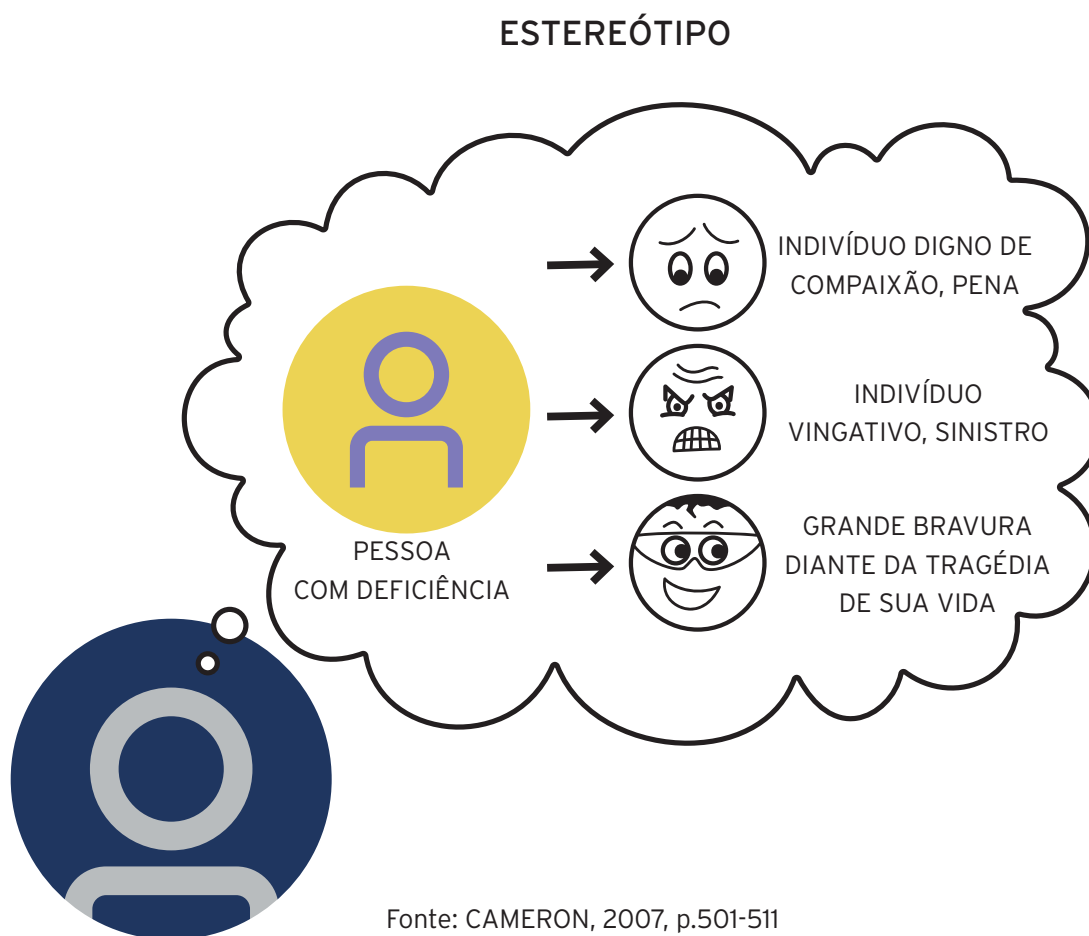 ESTEREÓTIPO
INDIVÍDUO DIGNO DE
COMPAIXÃO, PENA
INDIVÍDUO
VINGATIVO, SINISTRO
GRANDE BRAVURA
DIANTE DA TRAGÉDIA
DE SUA VIDA
PESSOA
COM DEFICIÊNCIA
Fonte: CAMERON, 2007, p.501-511